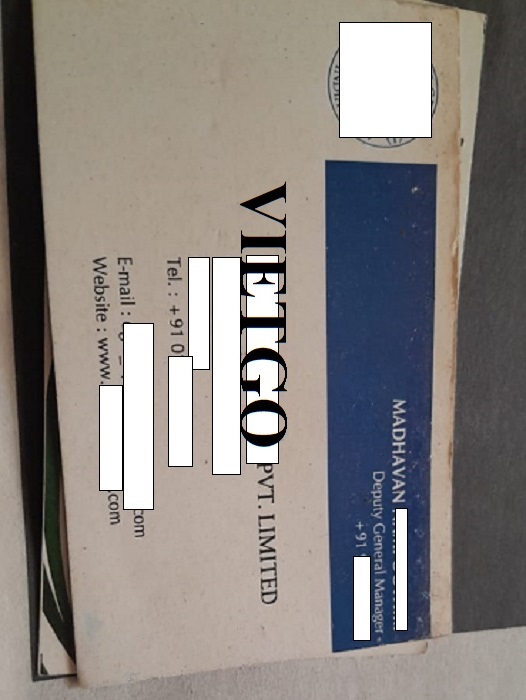 MADHAVAN
Deputy General Manager
+91
VIETGO PVT. LIMITED
Tel. : +91 0
E-mail :
.com
Website : www.
.com